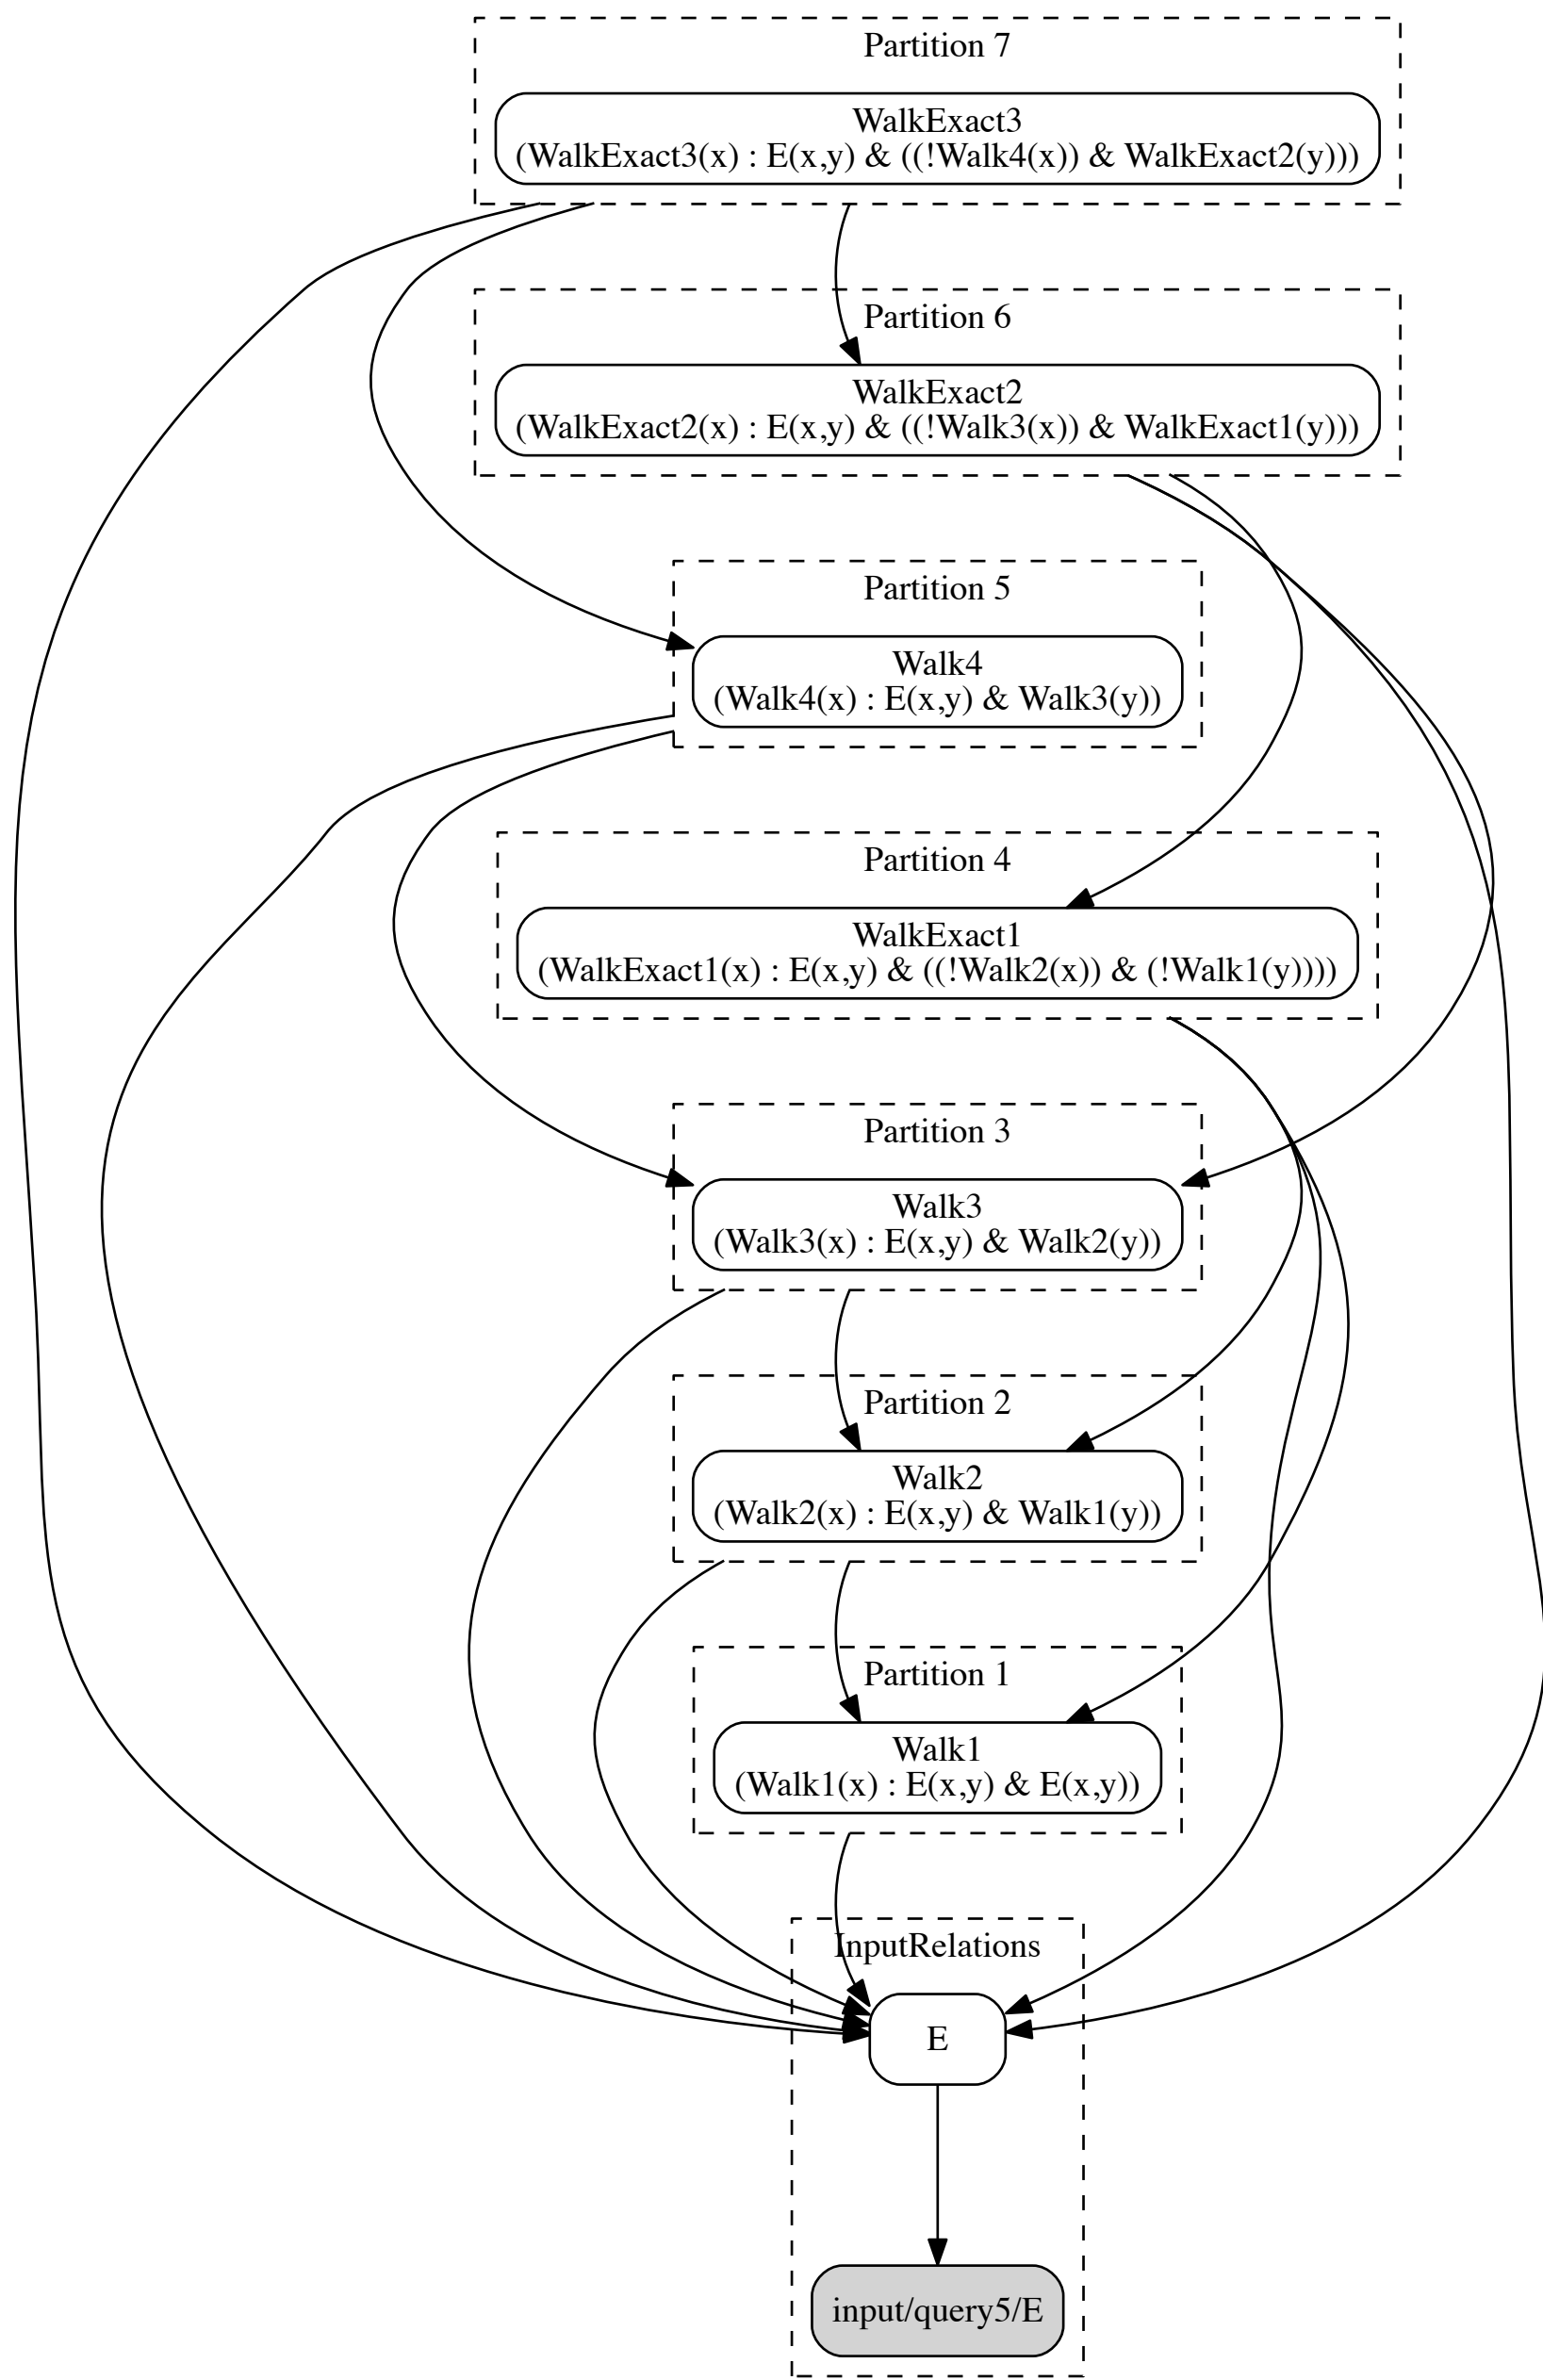 Partition 7
WalkExact3
(WalkExact3(x) : E(x,y) & ((!Walk4(x)) & WalkExact2(y)))
Partition 6
WalkExact2
(WalkExact2(x) : E(x,y) & ((!Walk3(x)) & WalkExact1(y)))
Partition 5
Walk4
(Walk4(x) : E(x,y) & Walk3(y))
Partition 4
WalkExact1
(WalkExact1(x) : E(x,y) & ((!Walk2(x)) & (!Walk1(y))))
Partition 3
Walk3
(Walk3(x) : E(x,y) & Walk2(y))
Partition 2
Walk2
(Walk2(x) : E(x,y) & Walk1(y))
Partition 1
Walk1
(Walk1(x) : E(x,y) & E(x,y))
InputRelations
E
input/query5/E